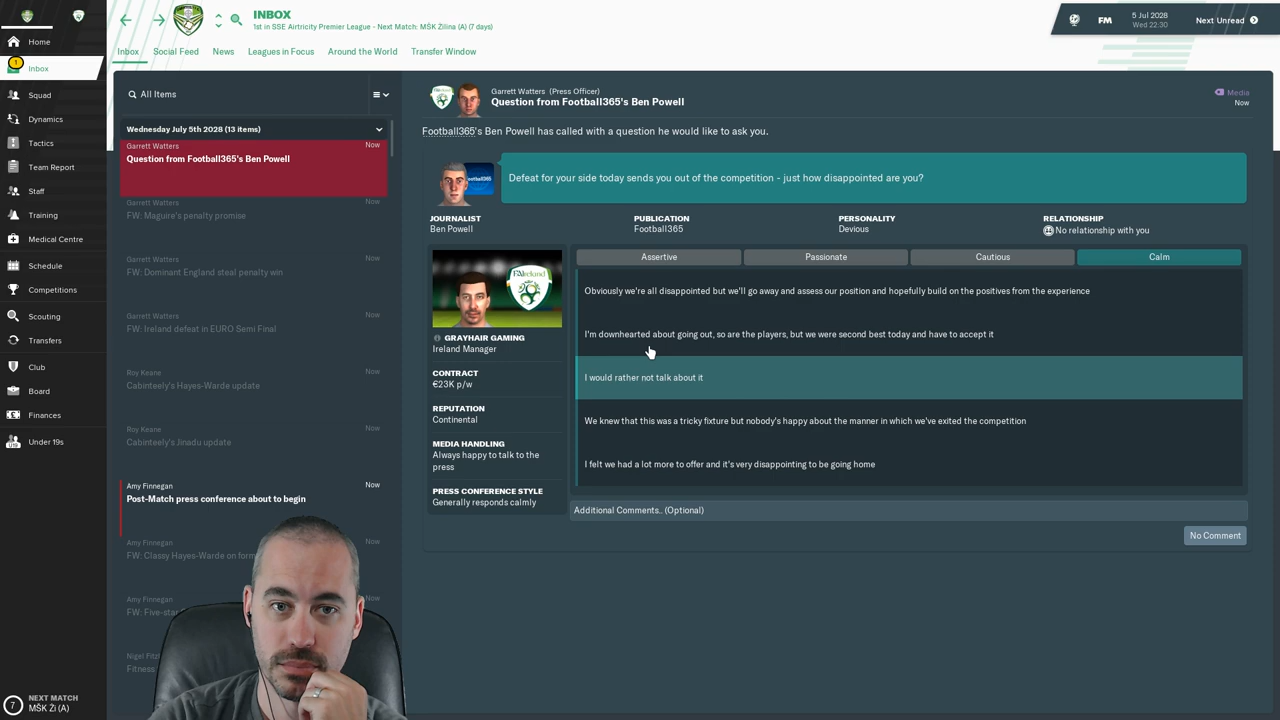 INBOX
1st in SSE Airtricity Premier League - Next Match: MŠK Žilina (A) (7 days)
FM
5 Jul 2028
Wed 22:30
Next Unread
Inbox
Social Feed
News
Leagues in Focus
Around the World
Transfer Window
Home
1
Inbox
Squad
Dynamics
Tactics
Team Report
Staff
Training
Medical Centre
Schedule
Competitions
Scouting
Transfers
Club
Board
Finances
Under 19s
7
NEXT MATCH
MŠK Ži (A)
All Items
Wednesday July 5th 2028 (13 items)
Garrett Watters
Now
Question from Football365's Ben Powell
Garrett Watters
Now
FW: Maguire's penalty promise
Garrett Watters
Now
FW: Dominant England steal penalty win
Garrett Watters
Now
FW: Ireland defeat in EURO Semi Final
Roy Keane
Now
Cabinteely's Hayes-Warde update
Roy Keane
Now
Cabinteely's Jinadu update
Amy Finnegan
Now
Post-Match press conference about to begin
Amy Finnegan
Now
FW: Classy Hayes-Warde on form
Amy Finnegan
Now
FW: Five-star
Nigel Fitz
Now
Fitness
Garrett Watters (Press Officer)
Question from Football365's Ben Powell
Media
Now
Football365's Ben Powell has called with a question he would like to ask you.
Defeat for your side today sends you out of the competition - just how disappointed are you?
JOURNALIST
Ben Powell
PUBLICATION
Football365
PERSONALITY
Devious
RELATIONSHIP
No relationship with you
FAIreland
GRAYHAIR GAMING
Ireland Manager
CONTRACT
€23K p/w
REPUTATION
Continental
MEDIA HANDLING
Always happy to talk to the
press
PRESS CONFERENCE STYLE
Generally responds calmly
Assertive
Passionate
Cautious
Calm
Obviously we're all disappointed but we'll go away and assess our position and hopefully build on the positives from the experience
I'm downhearted about going out, so are the players, but we were second best today and have to accept it
I would rather not talk about it
We knew that this was a tricky fixture but nobody's happy about the manner in which we've exited the competition
I felt we had a lot more to offer and it's very disappointing to be going home
Additional Comments.. (Optional)
No Comment